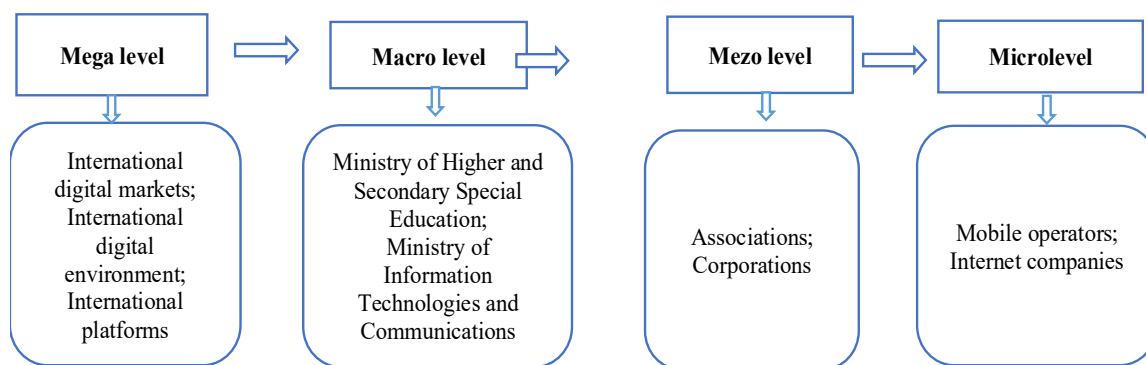 Mega level
Macro level
Mezo level
Microlevel
International
digital markets;
International
digital
environment;
International
platforms
Ministry of Higher and
Secondary Special
Education;
Ministry of
Information
Technologies and
Communications
Associations;
Corporations
Mobile operators;
Internet companies